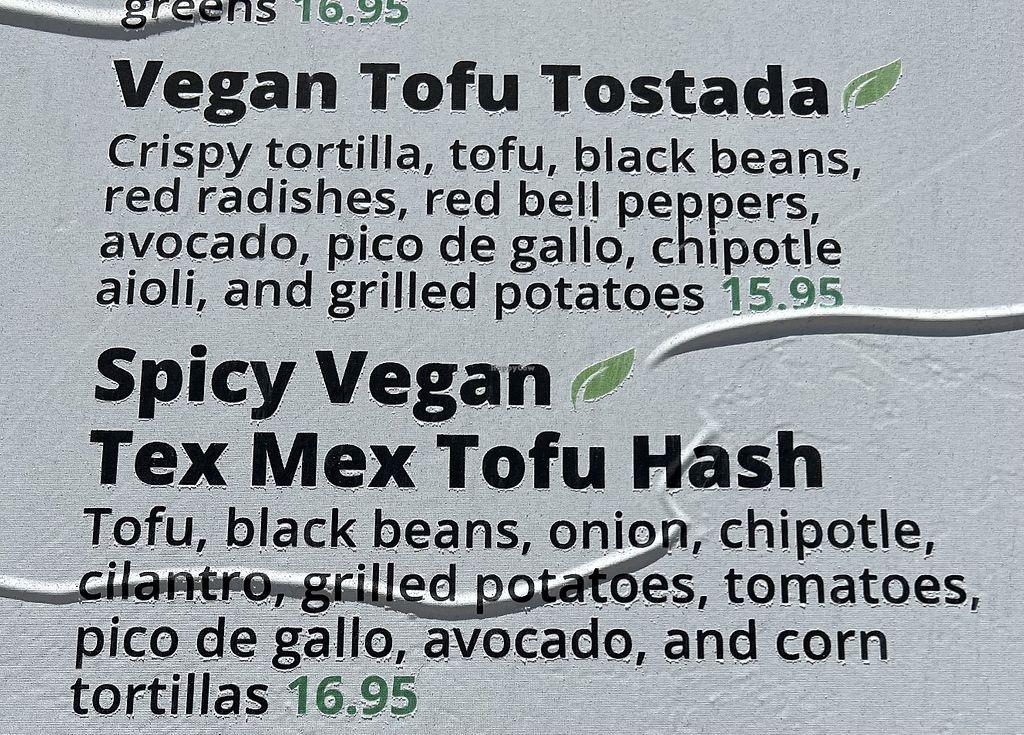 greens 16.95
Vegan Tofu Tostada
Crispy tortilla, tofu, black beans,
red radishes, red bell peppers,
avocado, pico de gallo, chipotle
aioli, and grilled potatoes 15.95
Spicy Vegan
Tex Mex Tofu Hash
Tofu, black beans, onion, chipotle,
cilantro, grilled potatoes, tomatoes,
pico de gallo, avocado, and corn
tortillas 16.95